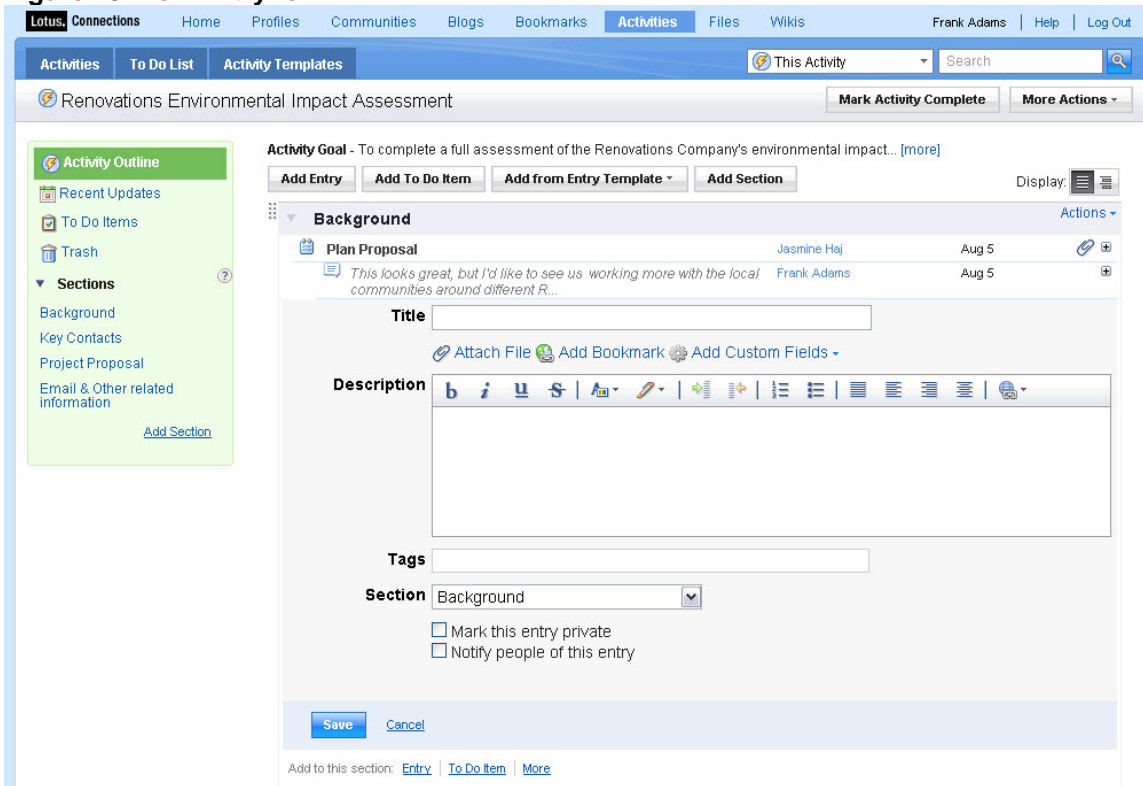 Lotus. Connections Home Profiles Communities Blogs Bookmarks Activities Files Wikis Frank Adams | Help | Log Out
Activities To Do List Activity Templates This Activity Search
Renovations Environmental Impact Assessment Mark Activity Complete More Actions
Activity Goal - To complete a full assessment of the Renovations Company's environmental impact... [more]
Activity Outline
Recent Updates
To Do Items
Trash
Sections
Background
Key Contacts
Project Proposal
Email & Other related
information
Add Section
Add Entry Add To Do Item Add from Entry Template Add Section Display:
Background Actions
Plan Proposal Jasmine Haj Aug 5
This looks great, but I'd like to see us working more with the local Frank Adams Aug 5
communities around different R...
Title
Attach File Add Bookmark Add Custom Fields
Description b i u S
Tags
Section Background
Mark this entry private
Notify people of this entry
Save Cancel
Add to this section: Entry | To Do Item | More